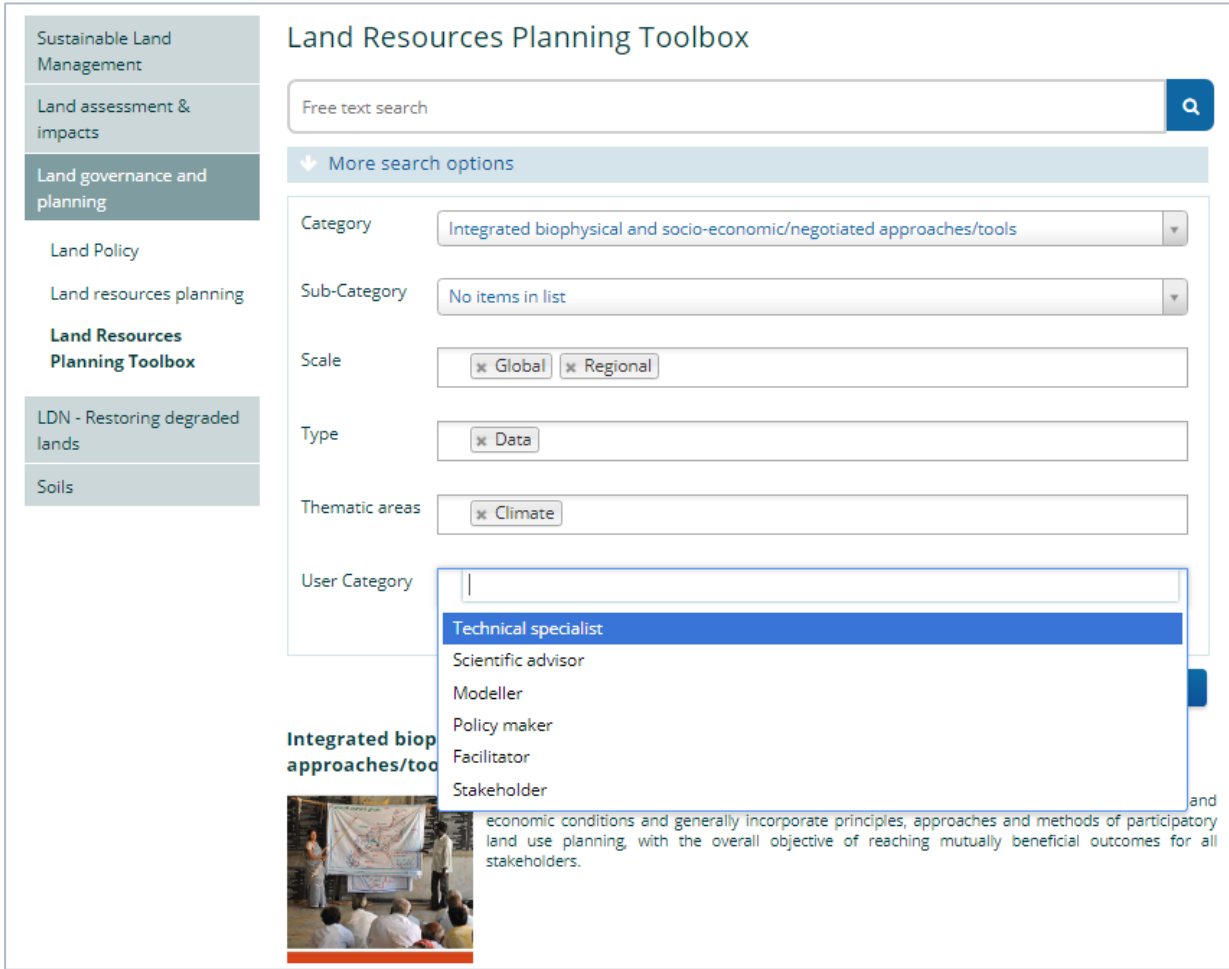 Sustainable Land
Management
Land assessment &
impacts
Land governance and
planning
Land Policy
Land resources planning
Land Resources
Planning Toolbox
LDN - Restoring degraded
lands
Soils
Land Resources Planning Toolbox
Free text search
More search options
Category
Integrated biophysical and socio-economic/negotiated approaches/tools
Sub-Category
No items in list
Scale
× Global × Regional
Type
× Data
Thematic areas
× Climate
User Category
Technical specialist
Scientific advisor
Modeller
Policy maker
Facilitator
Stakeholder
Integrated
and
economic conditions and generally incorporate principles, approaches and methods of participatory
land use planning, with the overall objective of reaching mutually beneficial outcomes for all
stakeholders.